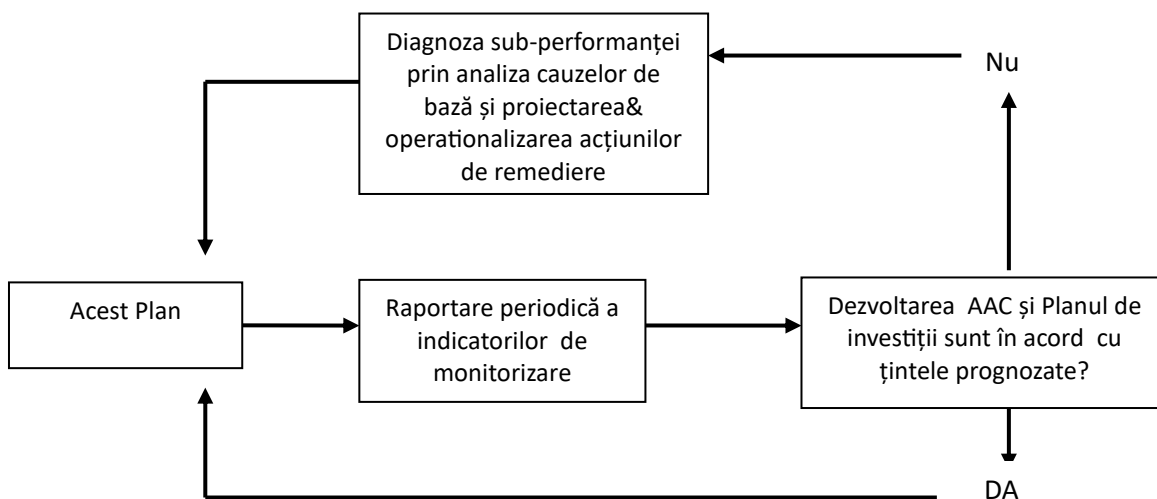 Diagnoza sub-performanței
prin analiza cauzelor de
bază și proiectarea&
operaționalizarea acțiunilor
de remediere
Nu
Acest Plan
Raportare periodică a
indicatorilor de
monitorizare
Dezvoltarea AAC și Planul de
investiții sunt în acord cu
țintele prognozate?
DA